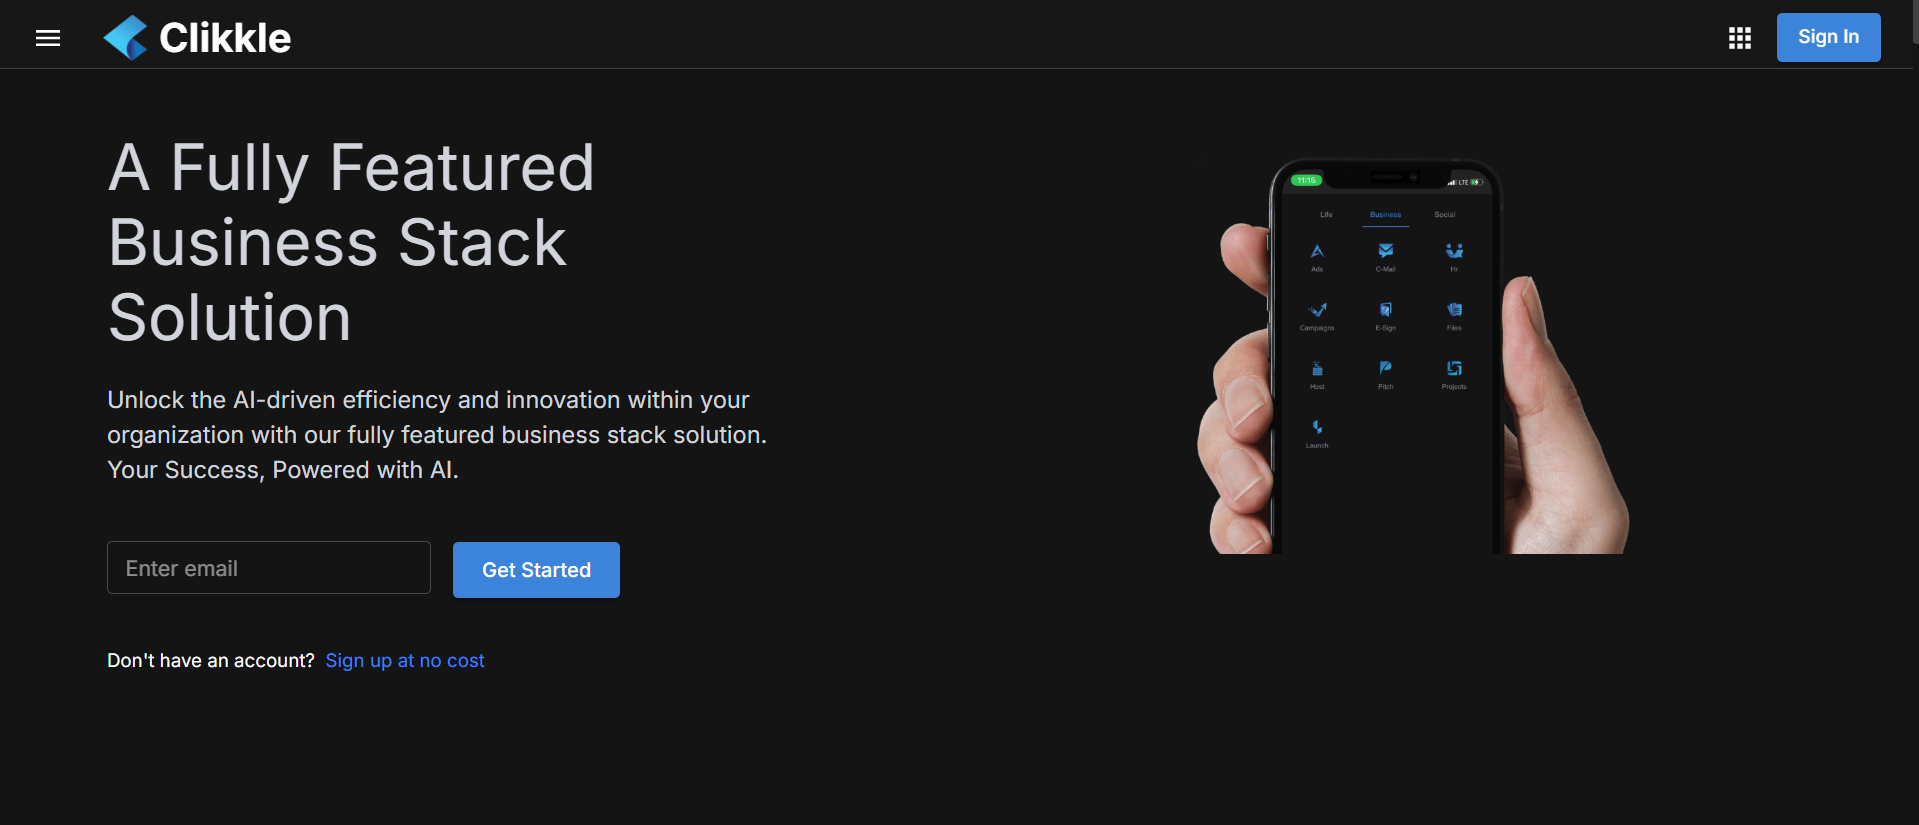 Clikkle
Sign In
A Fully Featured
Business Stack
Solution
Unlock the AI-driven efficiency and innovation within your
organization with our fully featured business stack solution.
Your Success, Powered with AI.
Enter email
Get Started
Don't have an account? Sign up at no cost
11:15 LTE
Life Business Social
Ads C-Mail Hr
Campaigns E-Sign Files
Host Pitch Projects
Launch